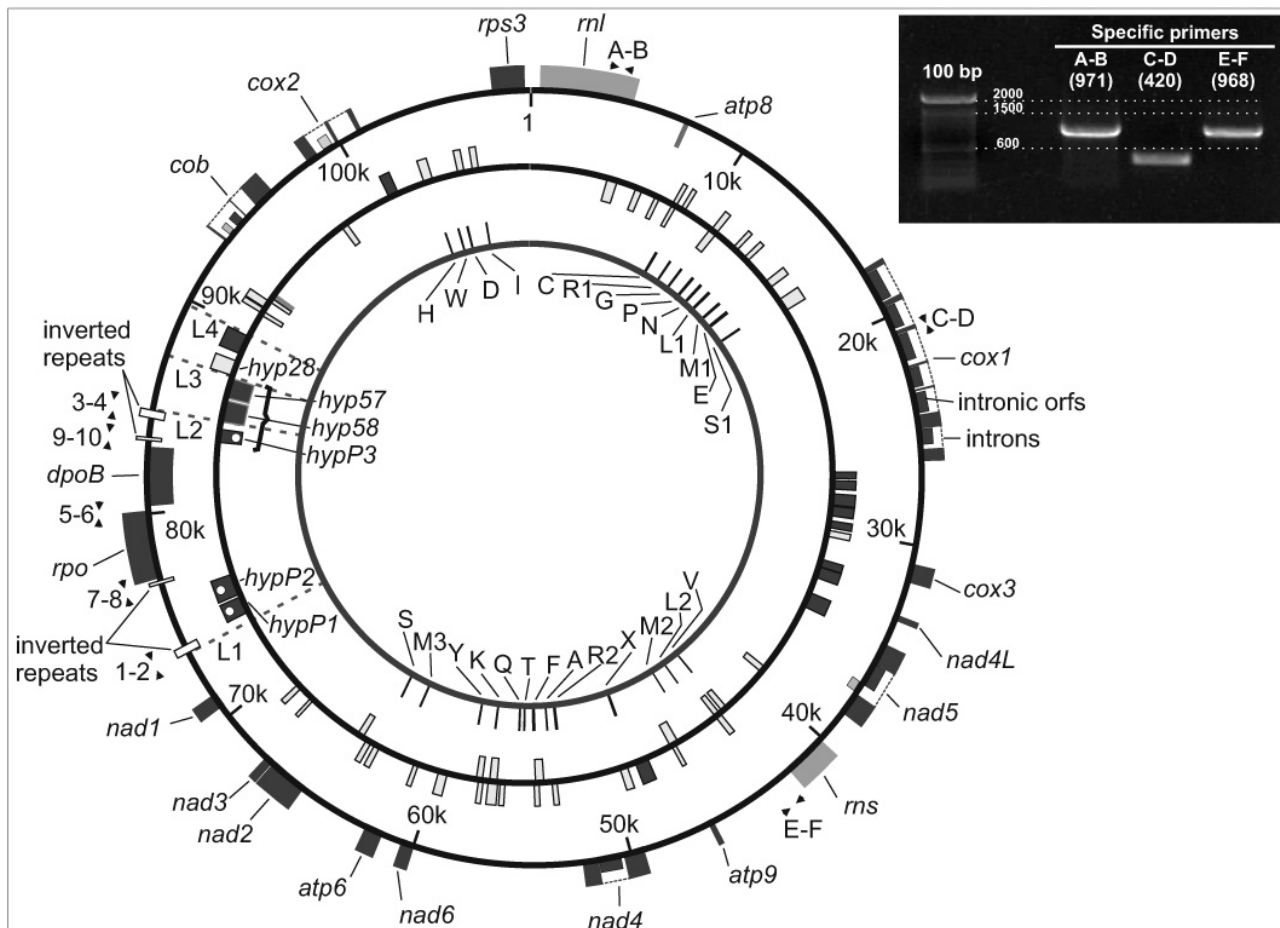 rps3
rnl
A-B
cox2
atp8
1
cob
100k
10k
Specific primers
100 bp
A-B
(971)
C-D
(420)
E-F
(968)
2000
1500
600
90k
H
W
D
I
C
R1
G
P
N
L1
M1
E
S1
20k
C-D
cox1
intronic orfs
introns
inverted
repeats
L4
L3
L2
hyp28
hyp57
hyp58
hypP3
3-4
9-10
dpoB
5-6
80k
rpo
7-8
hypP2
hypP1
inverted
repeats
1-2
L1
30k
cox3
nad4L
nad5
S
M3
Y
K
Q
T
F
A
R2
X
M2
L2
V
70k
nad1
40k
nad3
nad2
rns
E-F
60k
50k
atp6
nad6
nad4
atp9